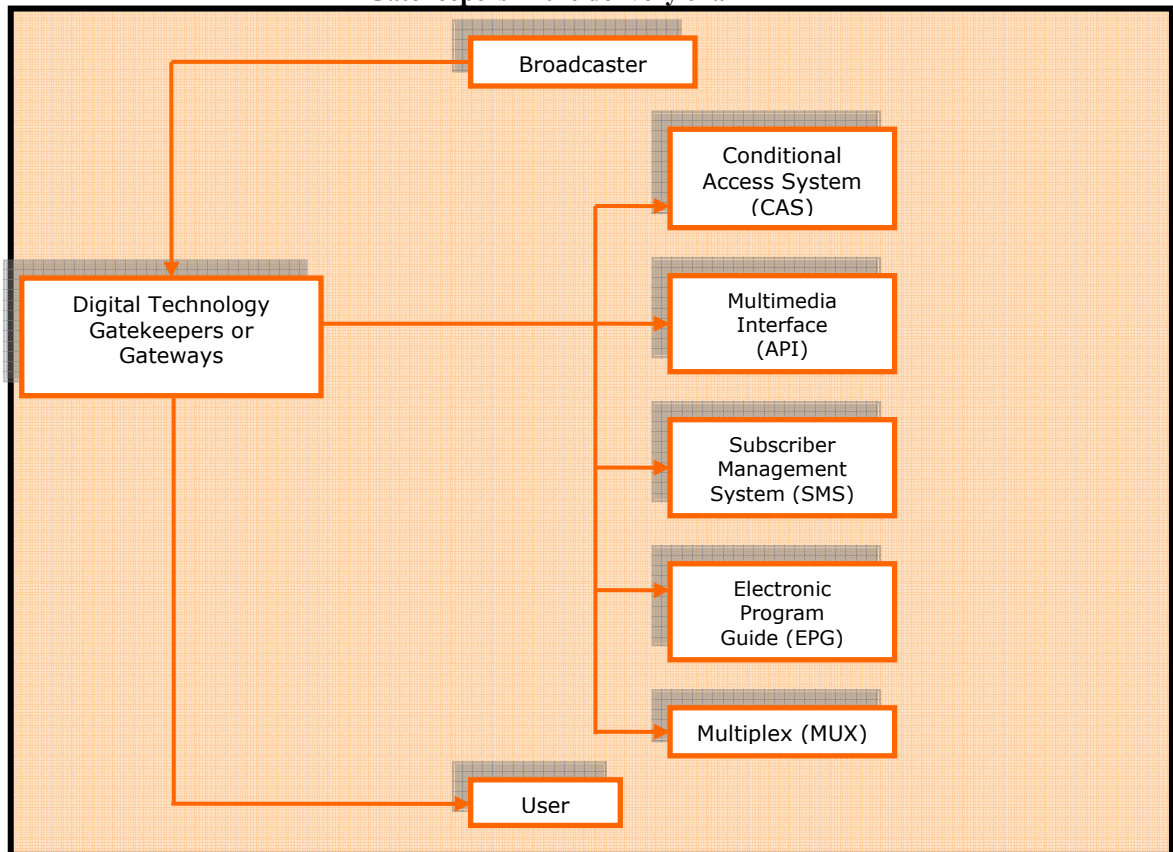 Broadcaster
Conditional
Access System
(CAS)
Digital Technology
Gatekeepers or
Gateways
Multimedia
Interface
(API)
Subscriber
Management
System (SMS)
Electronic
Program
Guide (EPG)
Multiplex (MUX)
User